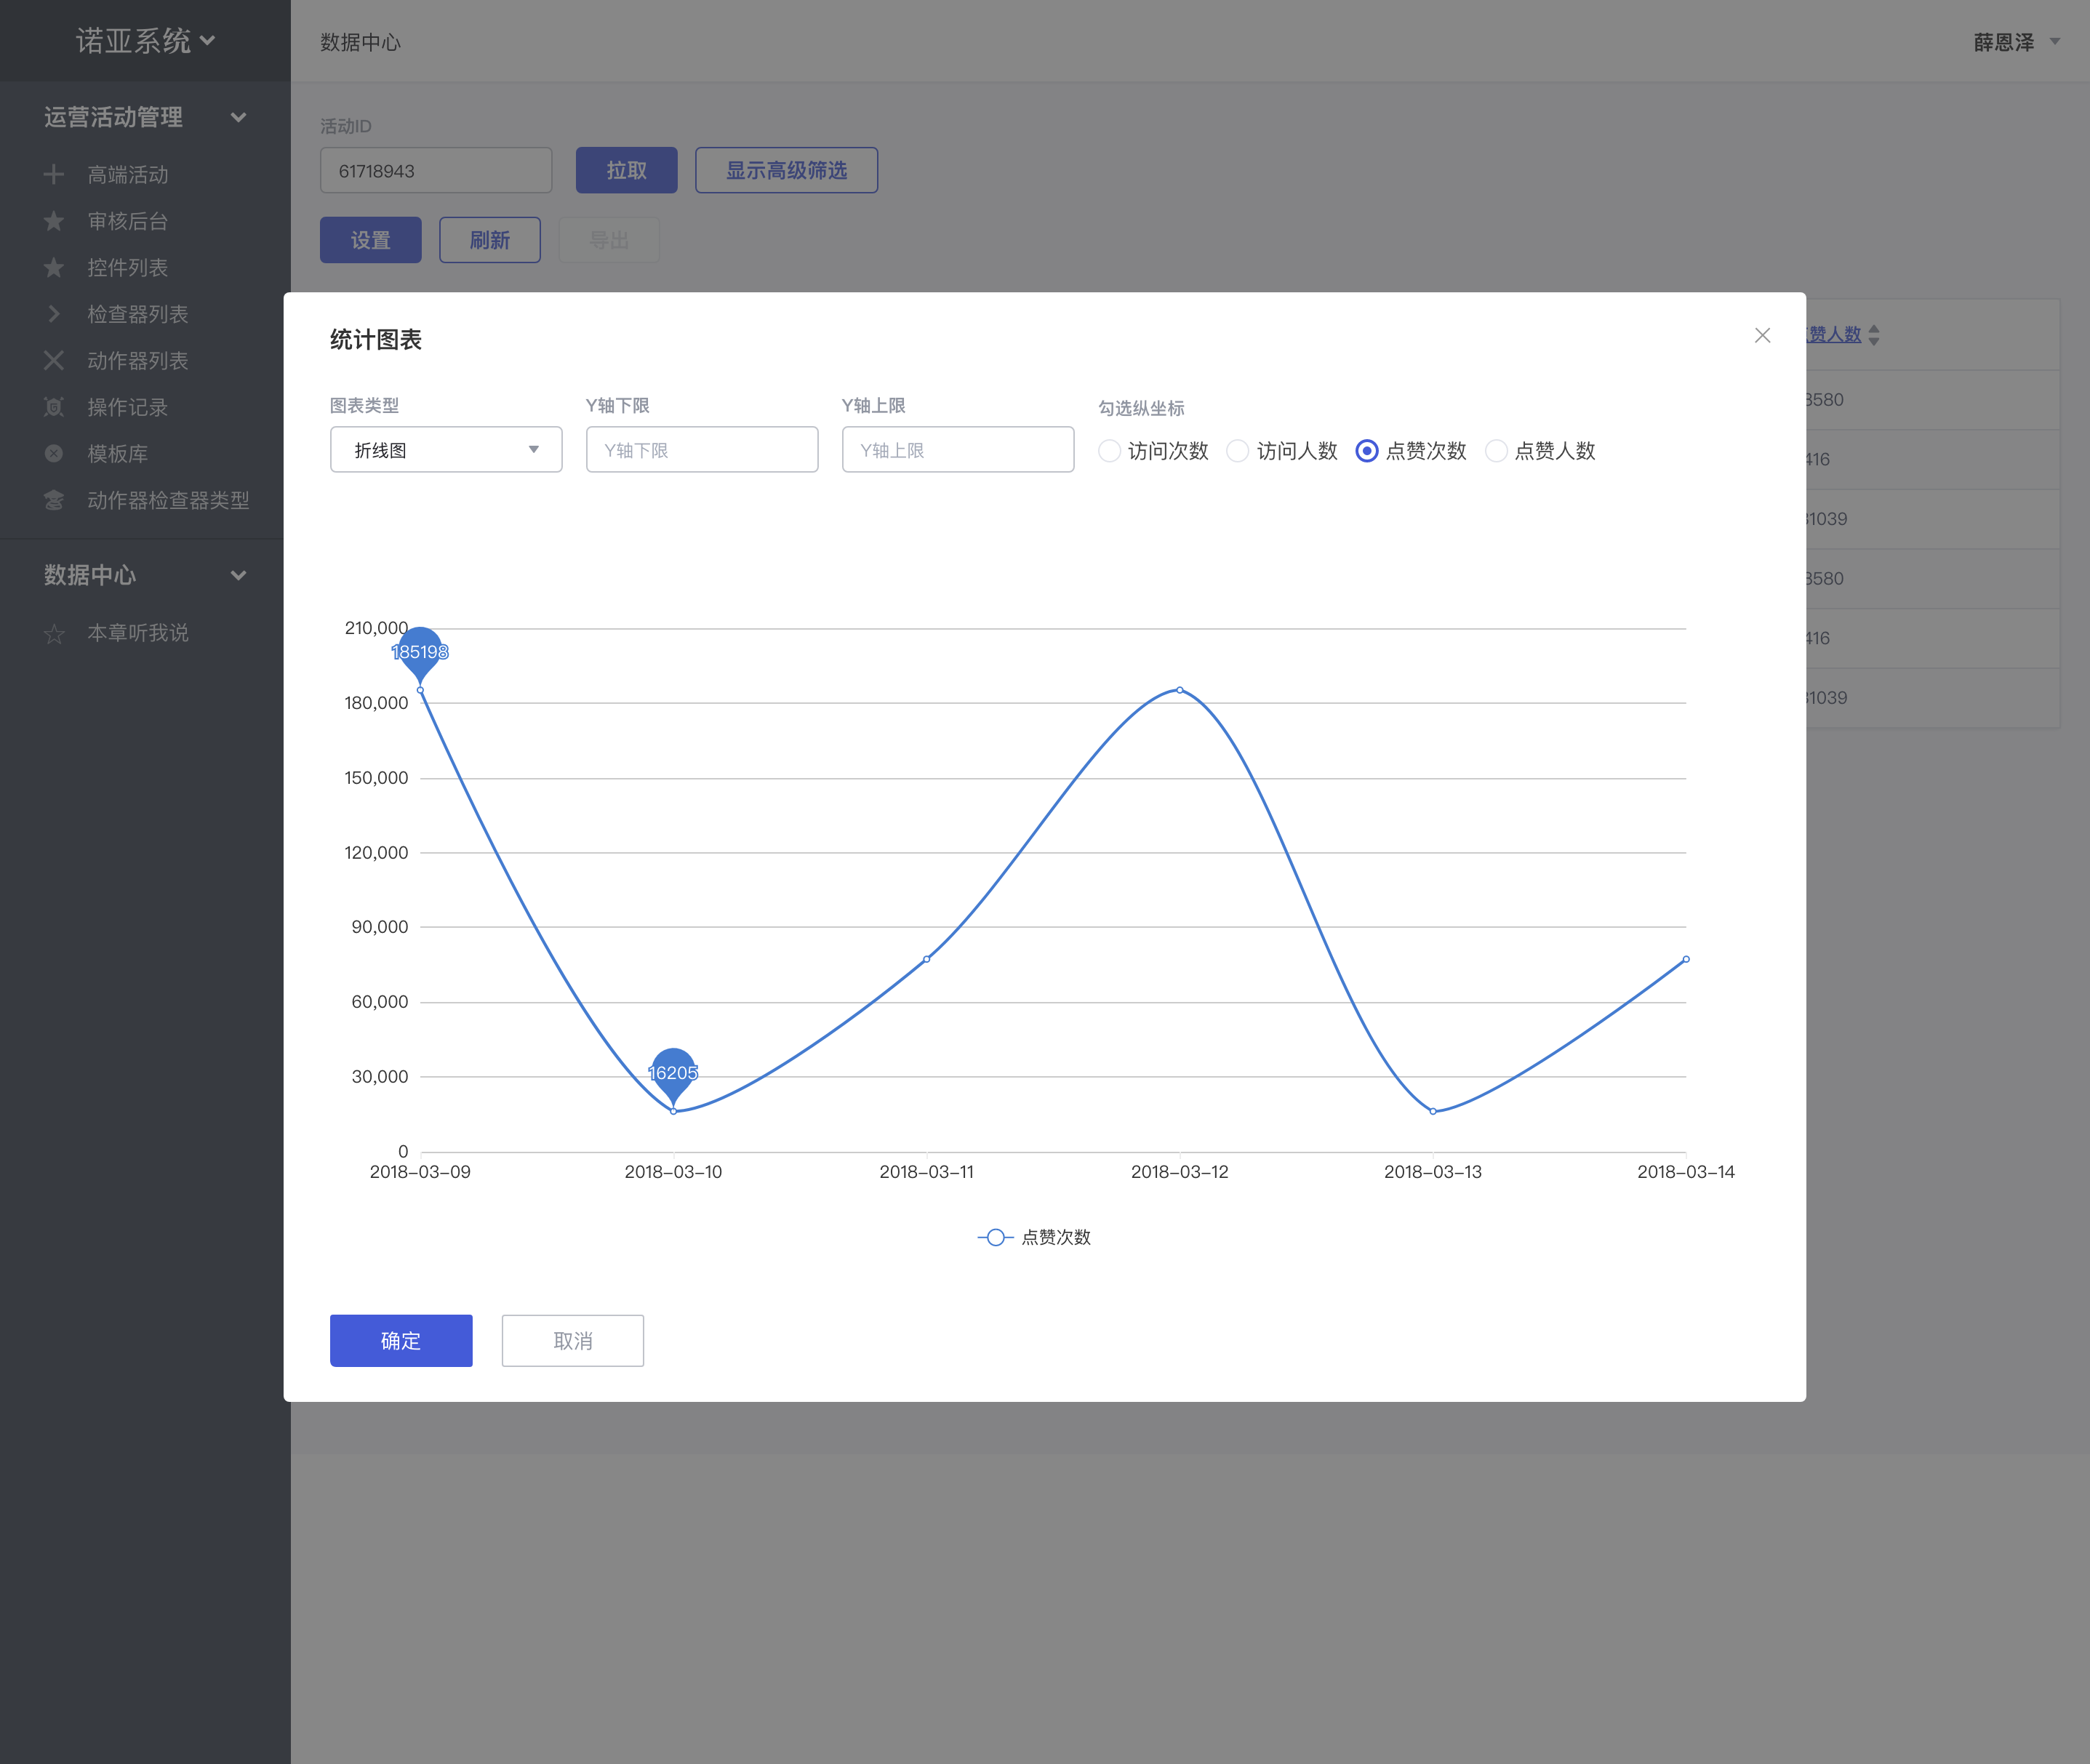 诺亚系统
数据中心
薛恩泽
运营活动管理
高端活动
审核后台
控件列表
检查器列表
动作器列表
操作记录
模板库
动作器检查器类型
数据中心
本章听我说
活动ID
61718943
拉取
显示高级筛选
设置
刷新
导出
赞人数
3580
416
31039
3580
416
31039
统计图表
图表类型
Y轴下限
Y轴上限
勾选纵坐标
折线图
Y轴下限
Y轴上限
访问次数
访问人数
点赞次数
点赞人数
210,000
185198
180,000
150,000
120,000
90,000
60,000
30,000
16205
0
2018-03-09
2018-03-10
2018-03-11
2018-03-12
2018-03-13
2018-03-14
点赞次数
确定
取消